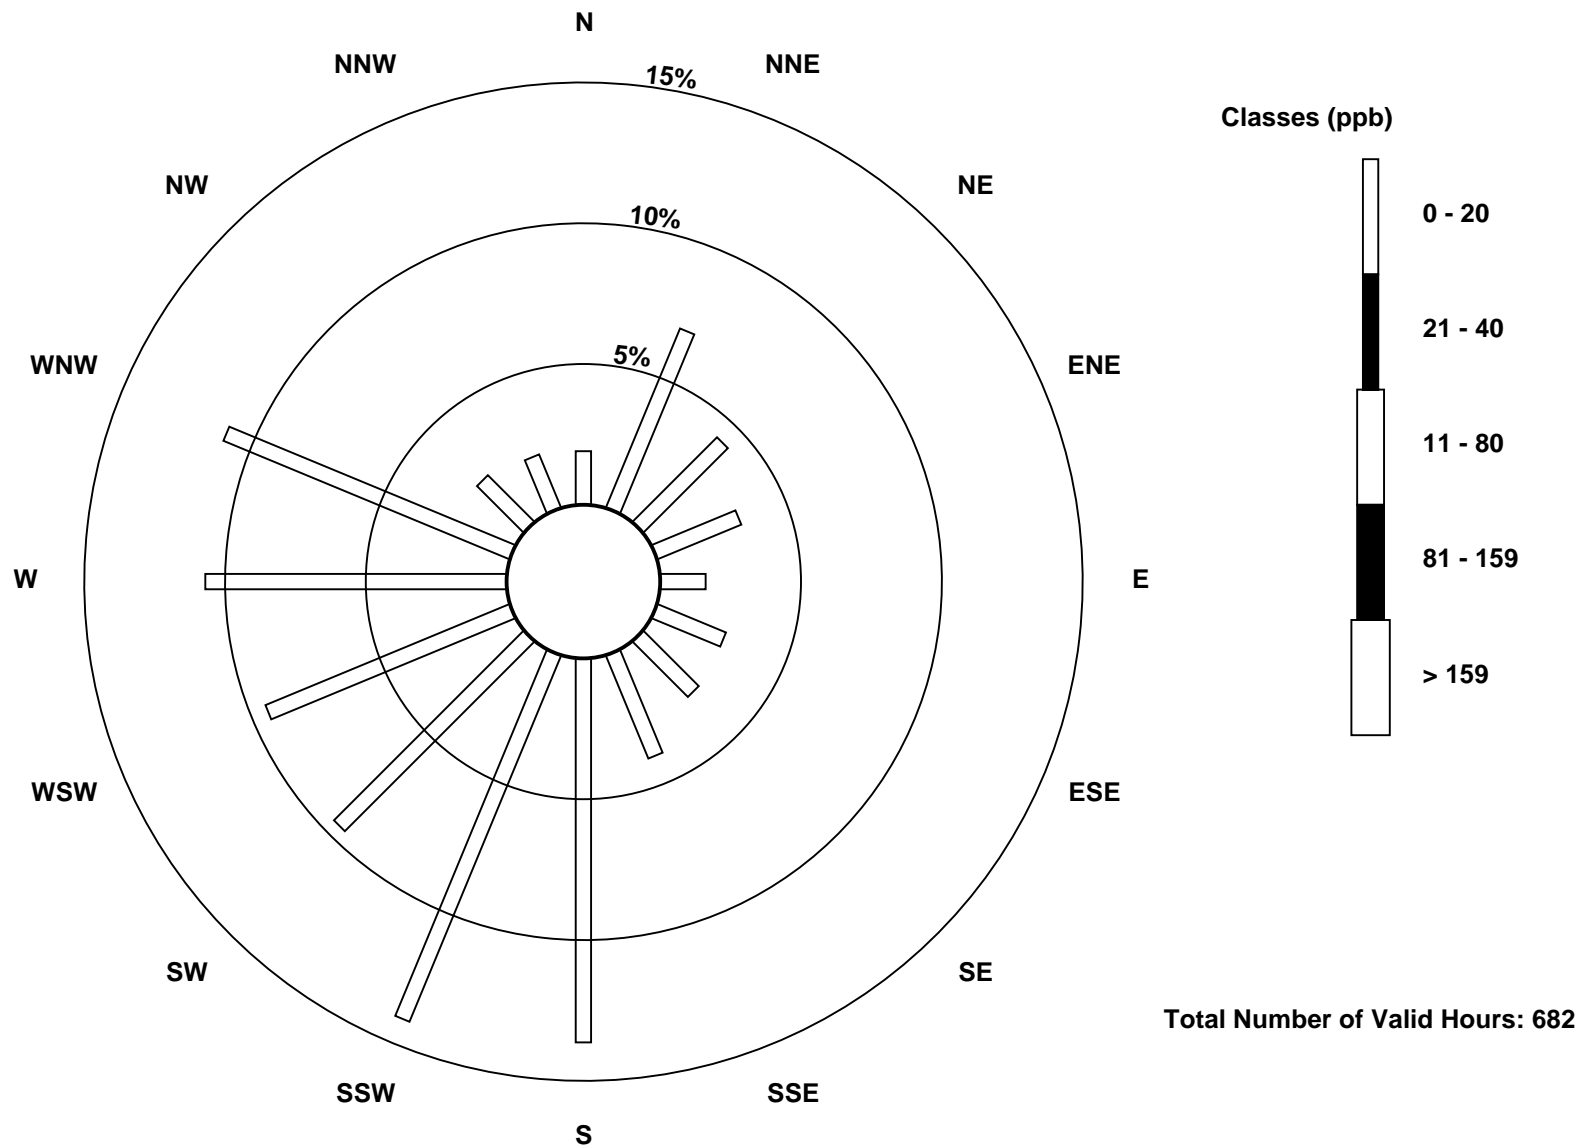 N
NNW
NNE
15%
Classes (ppb)
NW
NE
0 - 20
10%
21 - 40
5%
WNW
ENE
11 - 80
81 - 159
W
E
> 159
WSW
ESE
SW
SE
Total Number of Valid Hours: 682
SSW
SSE
S